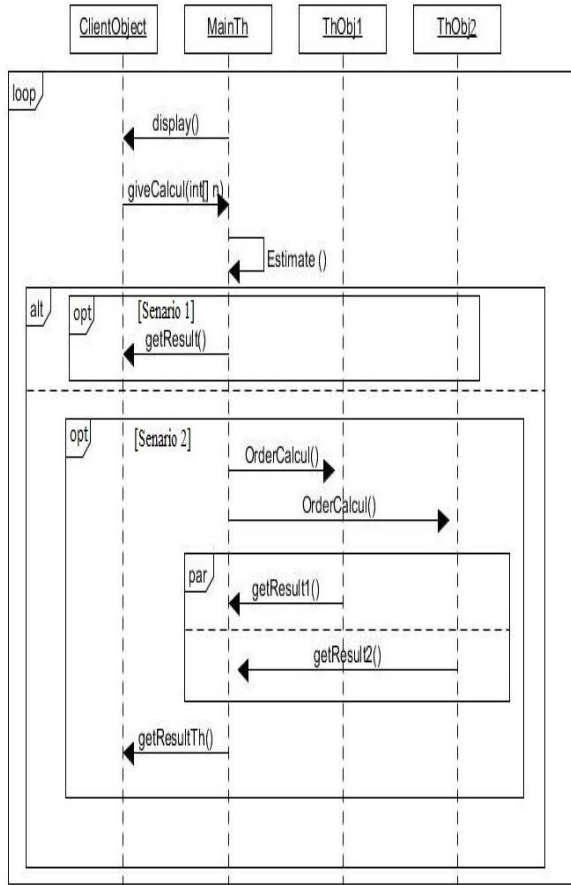 ClientObject MainTh ThObj1 ThObj2
loop
display()
giveCalcul(int[] n)
Estimate ()
alt
opt [Senario 1]
getResult()
opt [Senario 2]
OrderCalcul()
OrderCalcul()
par
getResult1()
getResult2()
getResultTh()